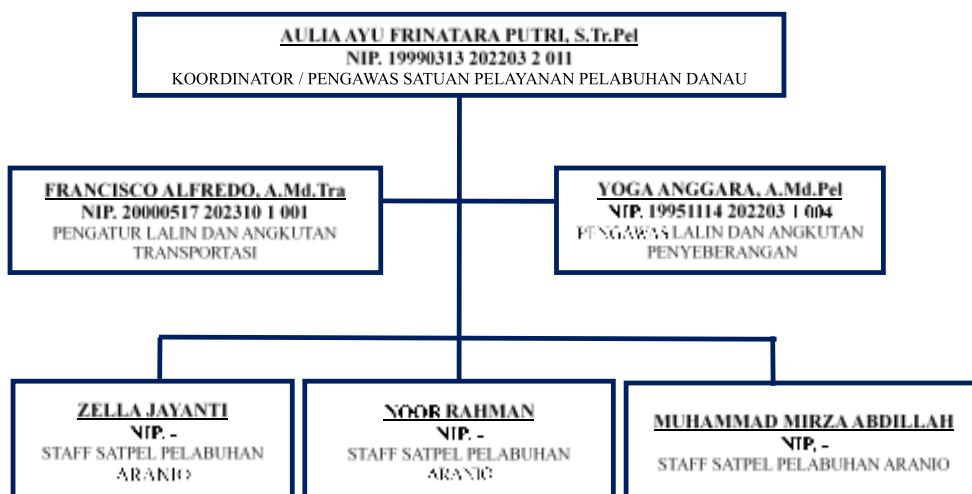 AULIA AYU FRINATARA PUTRI, S.Tr.Pel
NIP. 19990313 202203 2 011
KOORDINATOR / PENGAWAS SATUAN PELAYANAN PELABUHAN DANAU
FRANCISCO ALFREDO, A.Md.Tra
NIP. 20000517 202310 1 001
PENGATUR LALIN DAN ANGKUTAN
TRANSPORTASI
YOGA ANGGARA, A.Md.Pel
NIP. 19951114 202203 1 004
PENGAWAS LALIN DAN ANGKUTAN
PENYEBERANGAN
ZELLA JAYANTI
NIP. -
STAFF SATPEL PELABUHAN
ARANIO
NOOR RAHMAN
NIP. -
STAFF SATPEL PELABUHAN
ARANIO
MUHAMMAD MIRZA ABDILLAH
NIP. -
STAFF SATPEL PELABUHAN ARANIO